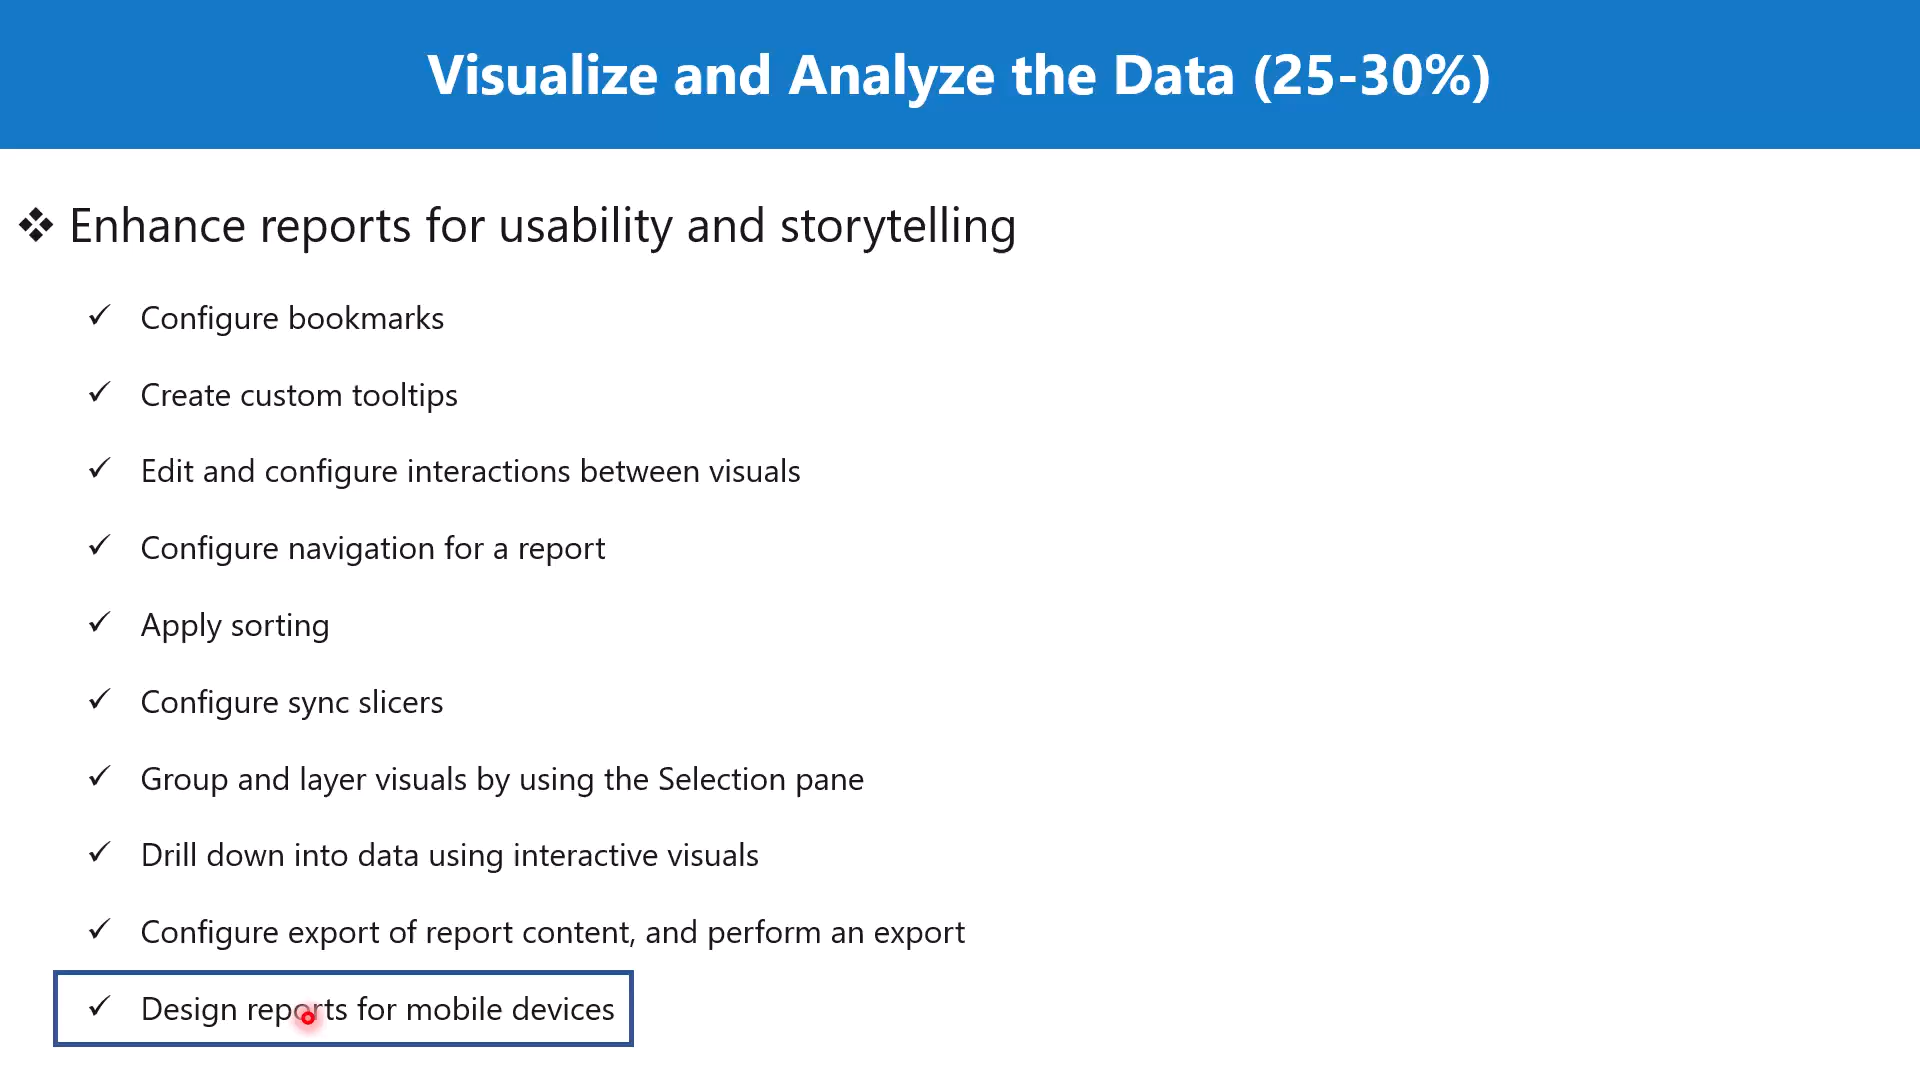 Visualize and Analyze the Data (25-30%)
❖ Enhance reports for usability and storytelling
✓ Configure bookmarks
✓ Create custom tooltips
✓ Edit and configure interactions between visuals
✓ Configure navigation for a report
✓ Apply sorting
✓ Configure sync slicers
✓ Group and layer visuals by using the Selection pane
✓ Drill down into data using interactive visuals
✓ Configure export of report content, and perform an export
✓ Design reports for mobile devices